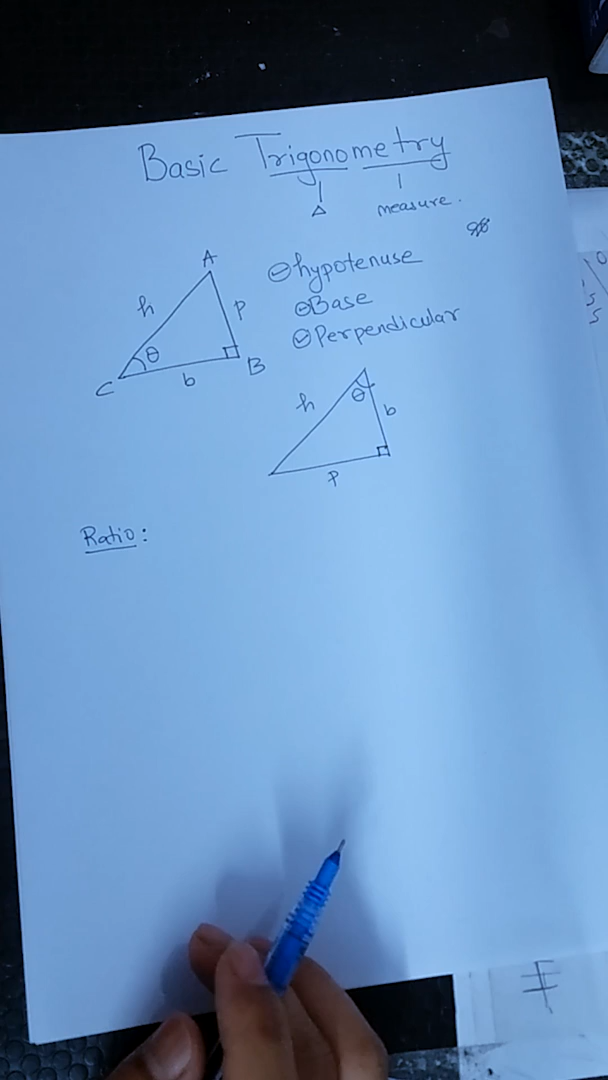 Basic Trigonometry
Δ measure.
A
h p
θ
C b B
⊖hypotenuse
⊖Base
⊖Perpendicular
h θ b
p
Ratio: